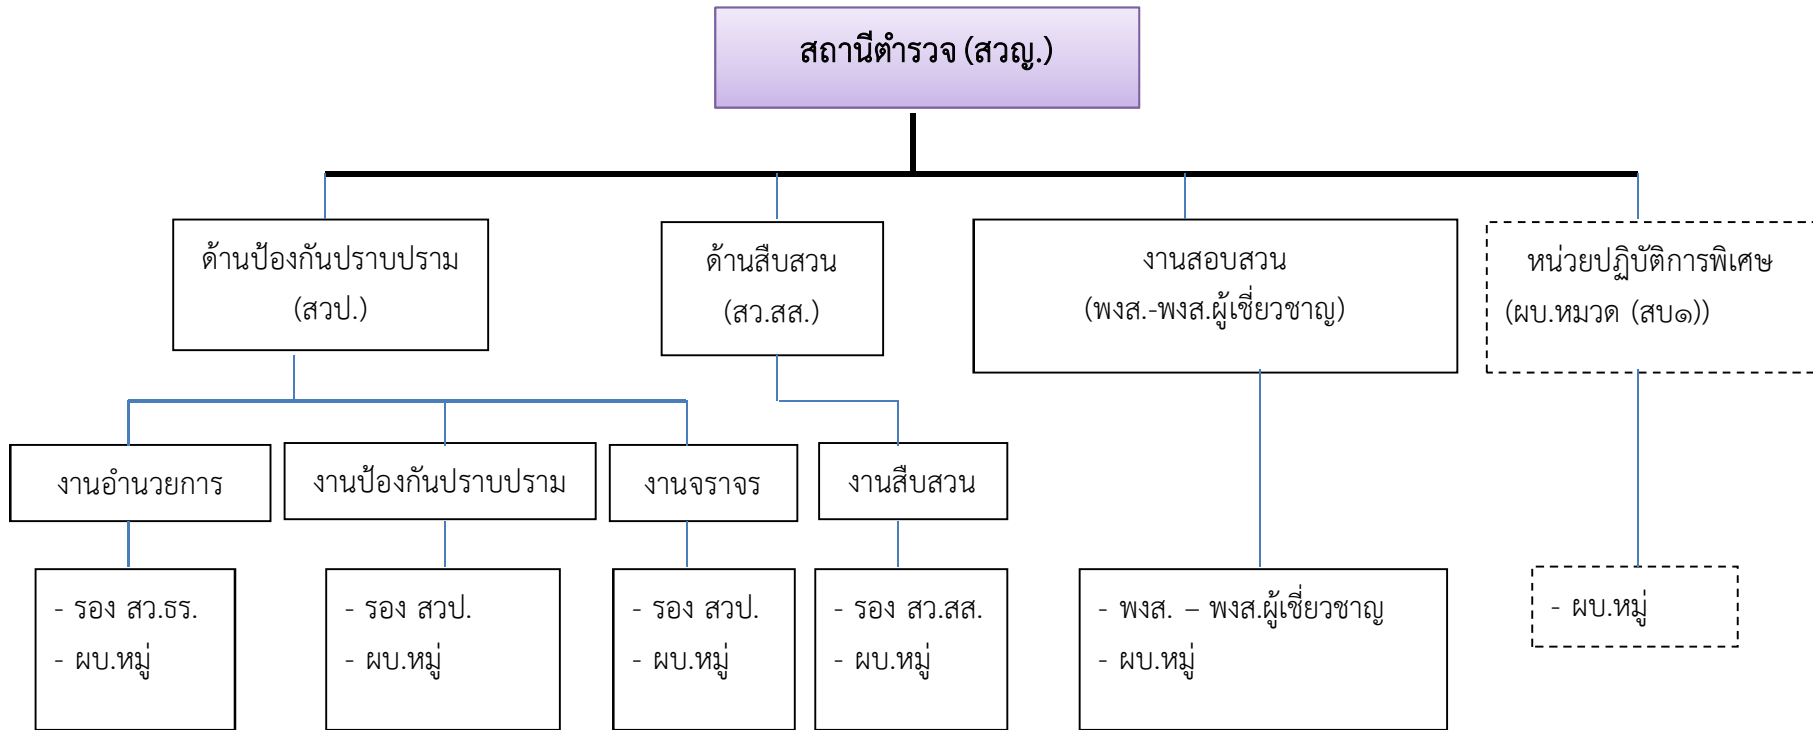 สถานีตำรวจ (สวญ.)
ด้านป้องกันปราบปราม
(สวป.)
ด้านสืบสวน
(สว.สส.)
งานสอบสวน
(พงส.-พงส.ผู้เชี่ยวชาญ)
หน่วยปฏิบัติการพิเศษ
(ผบ.หมวด (สบ๑))
งานอำนวยการ
งานป้องกันปราบปราม
งานจราจร
งานสืบสวน
- รอง สว.ธร.
- ผบ.หมู่
- รอง สวป.
- ผบ.หมู่
- รอง สวป.
- ผบ.หมู่
- รอง สว.สส.
- ผบ.หมู่
- พงส. – พงส.ผู้เชี่ยวชาญ
- ผบ.หมู่
- ผบ.หมู่